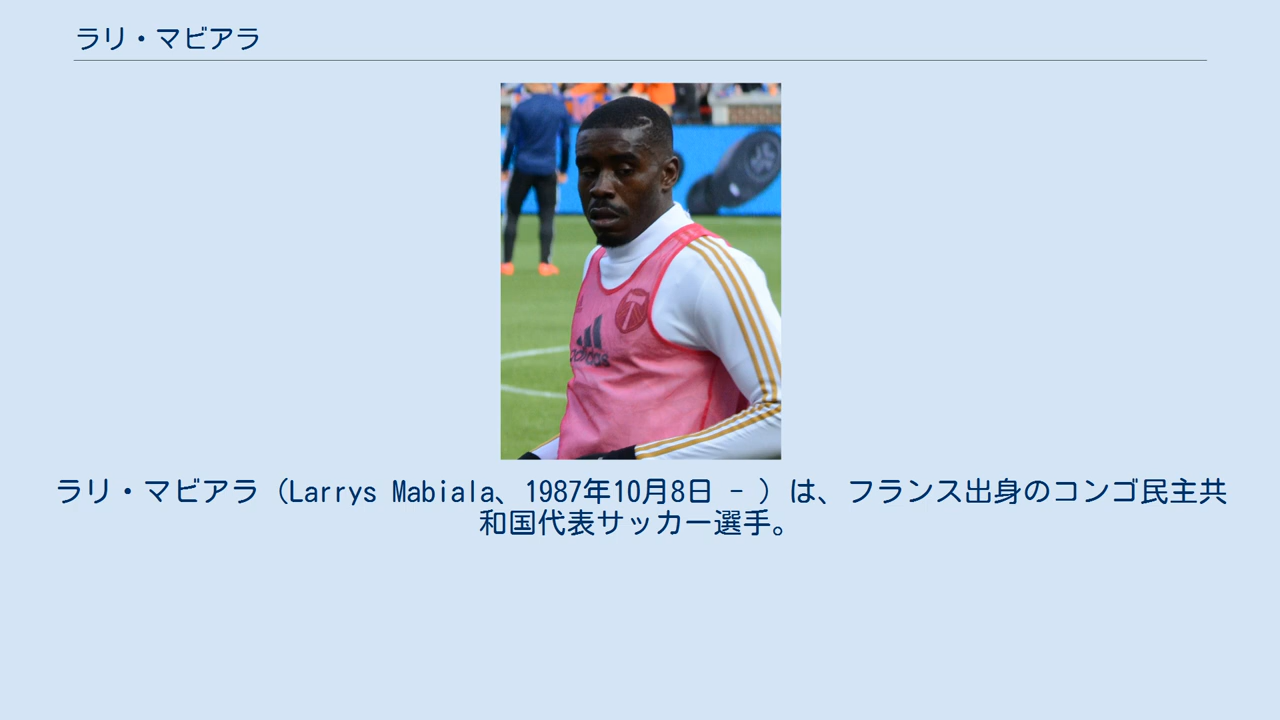 ラリ・マビアラ
adidas
ラリ・マビアラ（Larrys Mabiala、1987年10月8日 - ）は、フランス出身のコンゴ民主共
和国代表サッカー選手。